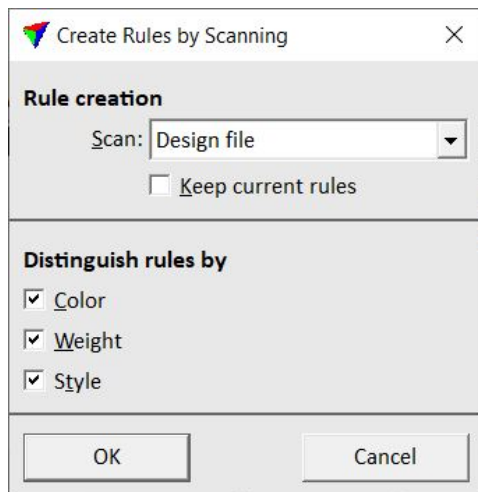 Create Rules by Scanning
Rule creation
Scan: Design file
Keep current rules
Distinguish rules by
Color
Weight
Style
OK Cancel